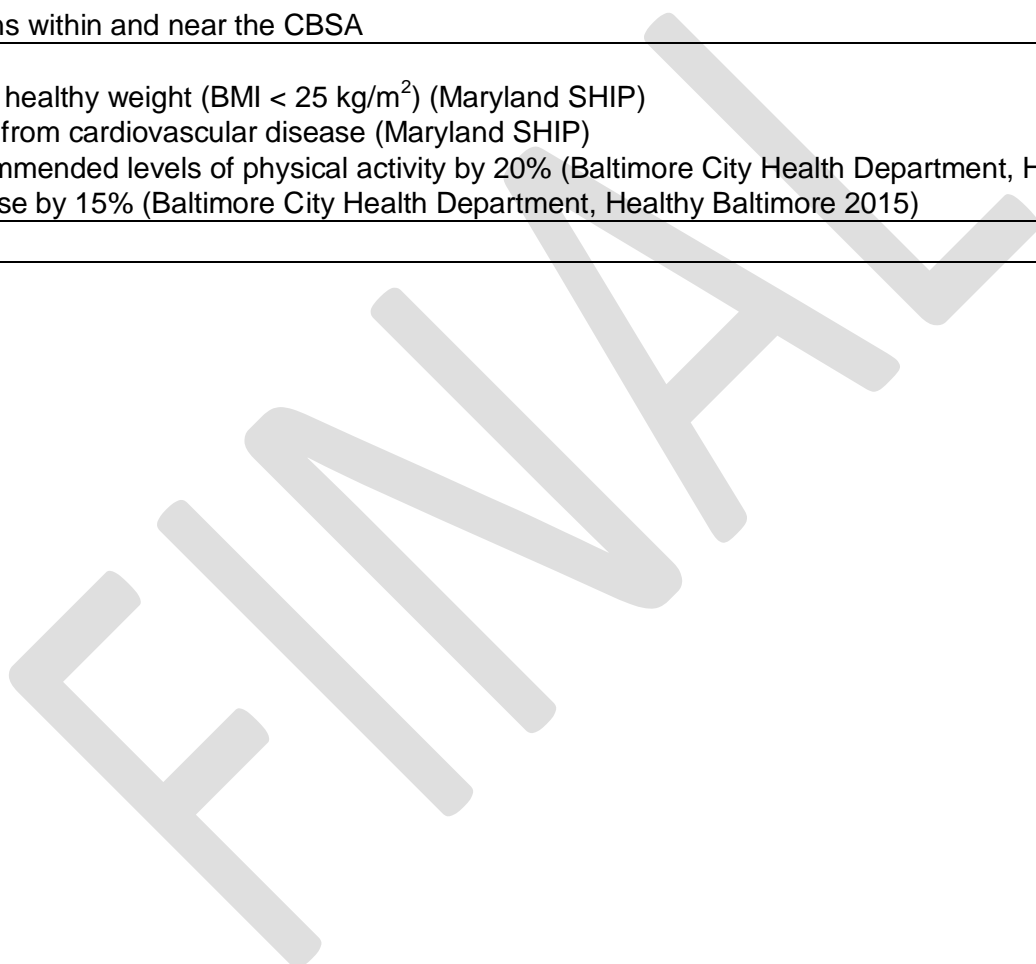 ns within and near the CBSA
healthy weight (BMI < 25 kg/m²) (Maryland SHIP)
from cardiovascular disease (Maryland SHIP)
mmended levels of physical activity by 20% (Baltimore City Health Department, H
se by 15% (Baltimore City Health Department, Healthy Baltimore 2015)
FINAL